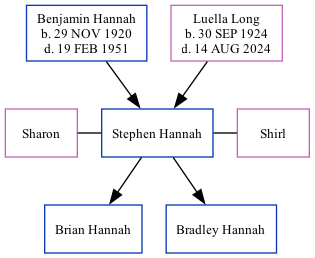 Benjamin Hannah
b. 29 NOV 1920
d. 19 FEB 1951
Luella Long
b. 30 SEP 1924
d. 14 AUG 2024
Sharon
Stephen Hannah
Shirl
Brian Hannah
Bradley Hannah